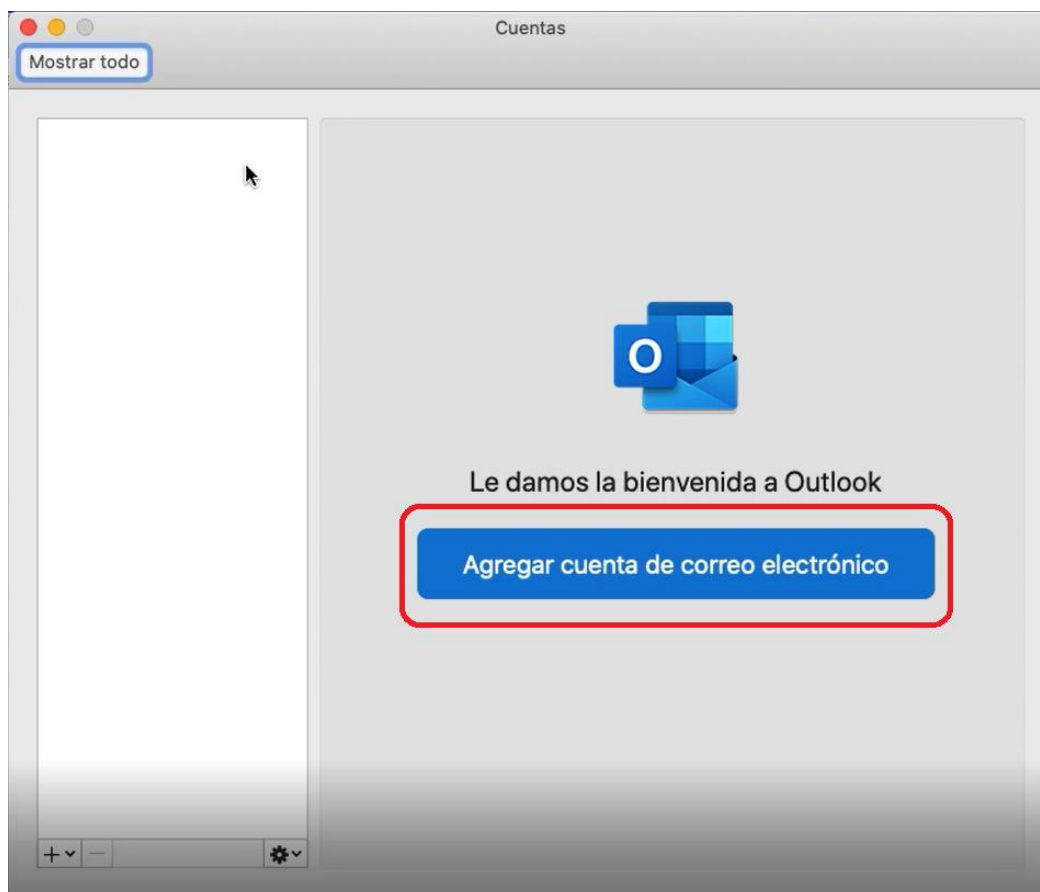 Cuentas
Mostrar todo
O
Le damos la bienvenida a Outlook
Agregar cuenta de correo electrónico